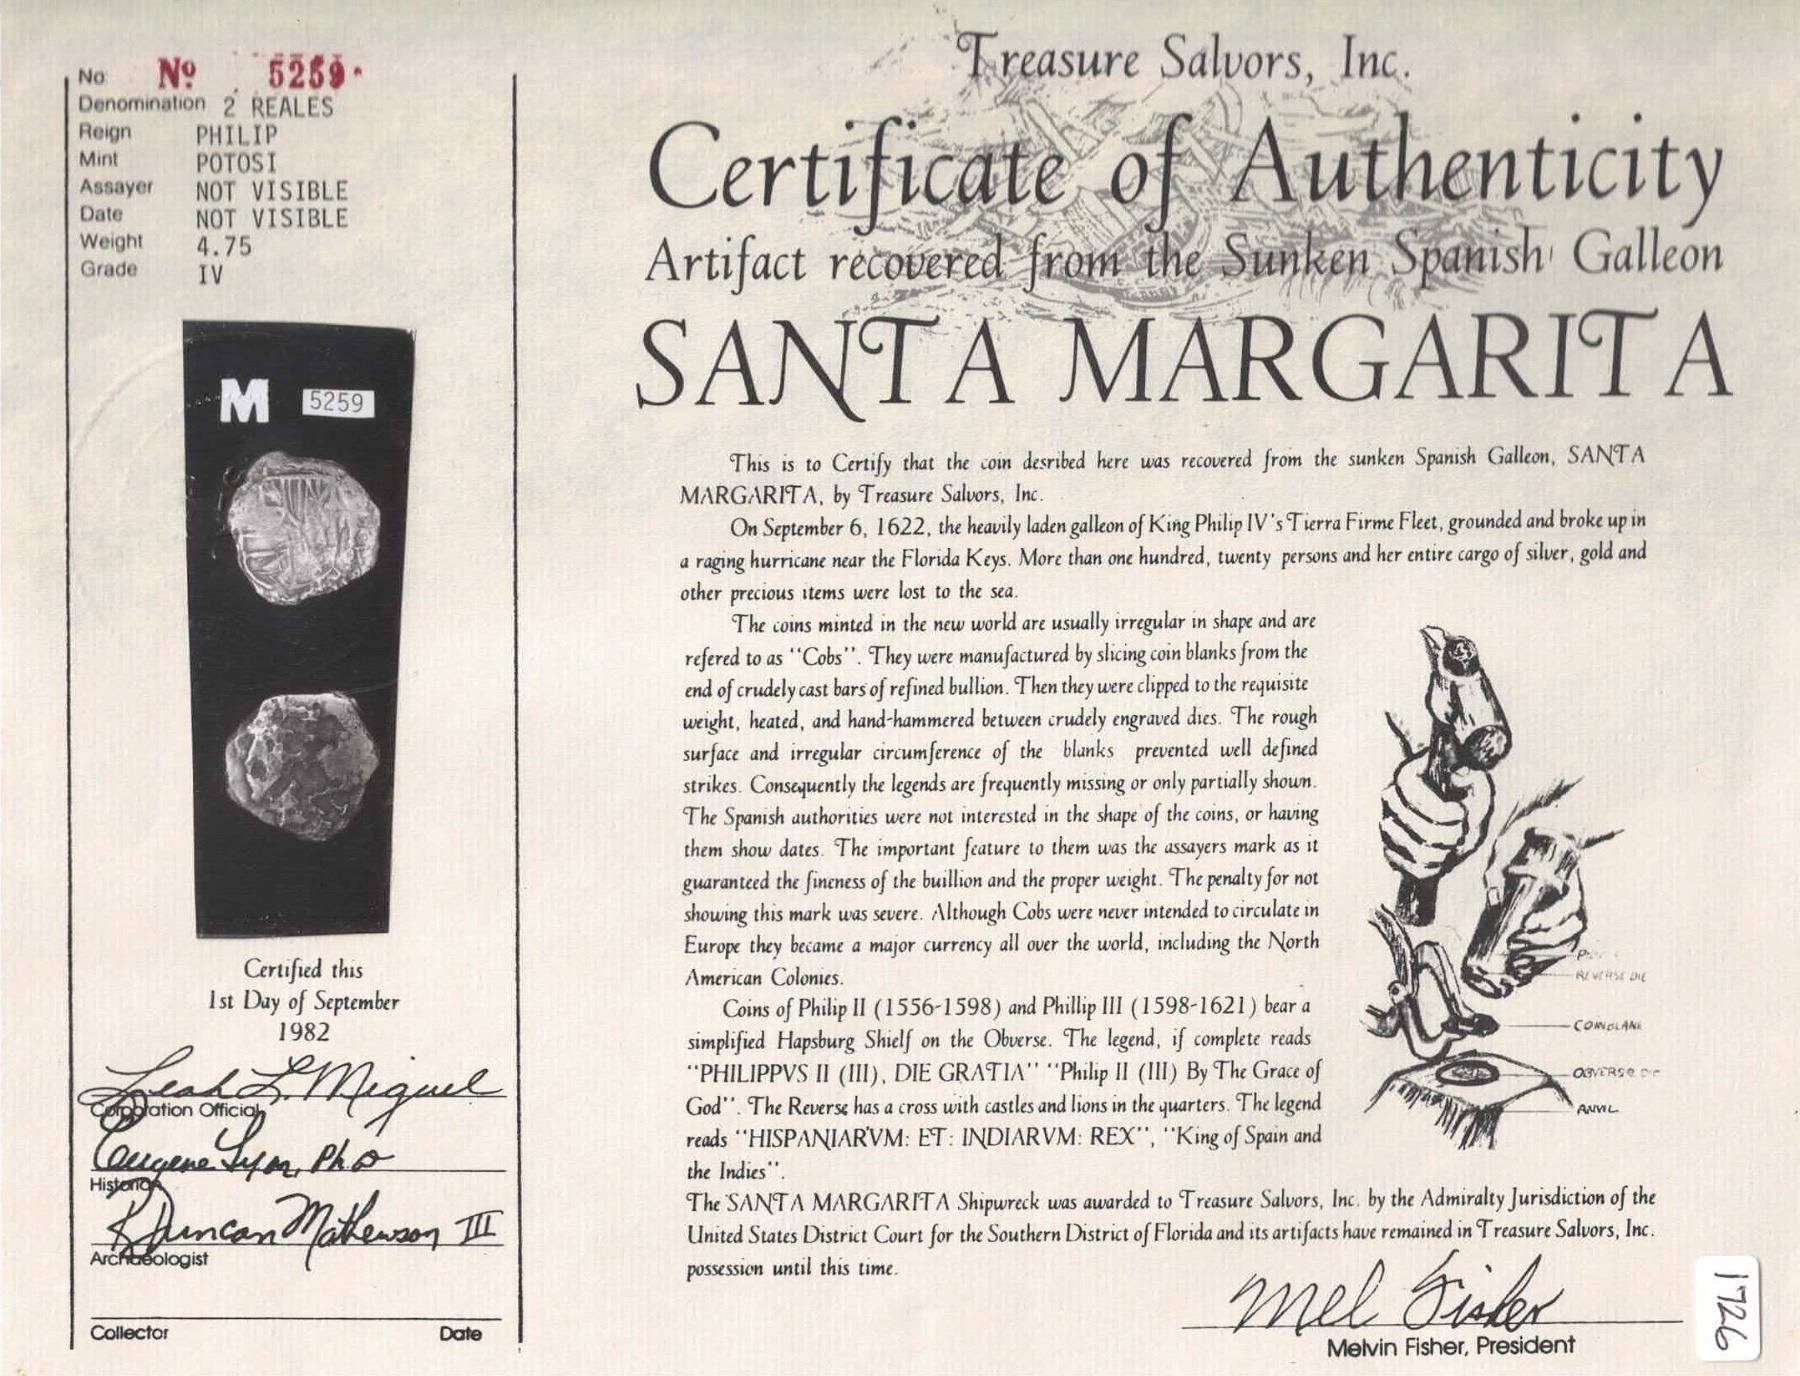 No № 5259
Denomination 2 REALES
Reign PHILIP
Mint POTOSI
Assayer NOT VISIBLE
Date NOT VISIBLE
Weight 4.75
Grade IV
M 5259
Certified this
1st Day of September
1982
Leah L. Miguel
Corporation Official
Eugene Lyon, Ph D
Historian
R Duncan Mathewson III
Archaeologist
Collector Date
Treasure Salvors, Inc.
Certificate of Authenticity
Artifact recovered from the Sunken Spanish Galleon
SANTA MARGARITA
This is to Certify that the coin desribed here was recovered from the sunken Spanish Galleon, SANTA
MARGARITA, by Treasure Salvors, Inc.
On September 6, 1622, the heavily laden galleon of King Philip IV's Tierra Firme Fleet, grounded and broke up in
a raging hurricane near the Florida Keys. More than one hundred, twenty persons and her entire cargo of silver, gold and
other precious items were lost to the sea.
The coins minted in the new world are usually irregular in shape and are
refered to as "Cobs". They were manufactured by slicing coin blanks from the
end of crudely cast bars of refined bullion. Then they were clipped to the requisite
weight, heated, and hand-hammered between crudely engraved dies. The rough
surface and irregular circumference of the blanks prevented well defined
strikes. Consequently the legends are frequently missing or only partially shown.
The Spanish authorities were not interested in the shape of the coins, or having
them show dates. The important feature to them was the assayers mark as it
guaranteed the fineness of the buillion and the proper weight. The penalty for not
showing this mark was severe. Although Cobs were never intended to circulate in
Europe they became a major currency all over the world, including the North
American Colonies.
Coins of Philip II (1556-1598) and Phillip III (1598-1621) bear a
simplified Hapsburg Shielf on the Obverse. The legend, if complete reads
"PHILIPPVS II (III), DIE GRATIA" "Philip II (III) By The Grace of
God". The Reverse has a cross with castles and lions in the quarters. The legend
reads "HISPANIARVM: ET: INDIARVM: REX", "King of Spain and
the Indies".
REVERSE DIE
COIN BLANK
OBVERSE DIE
ANVIL
The SANTA MARGARITA Shipwreck was awarded to Treasure Salvors, Inc. by the Admiralty Jurisdiction of the
United States District Court for the Southern District of Florida and its artifacts have remained in Treasure Salvors, Inc.
possession until this time.
Mel Fisher
Melvin Fisher, President
1726